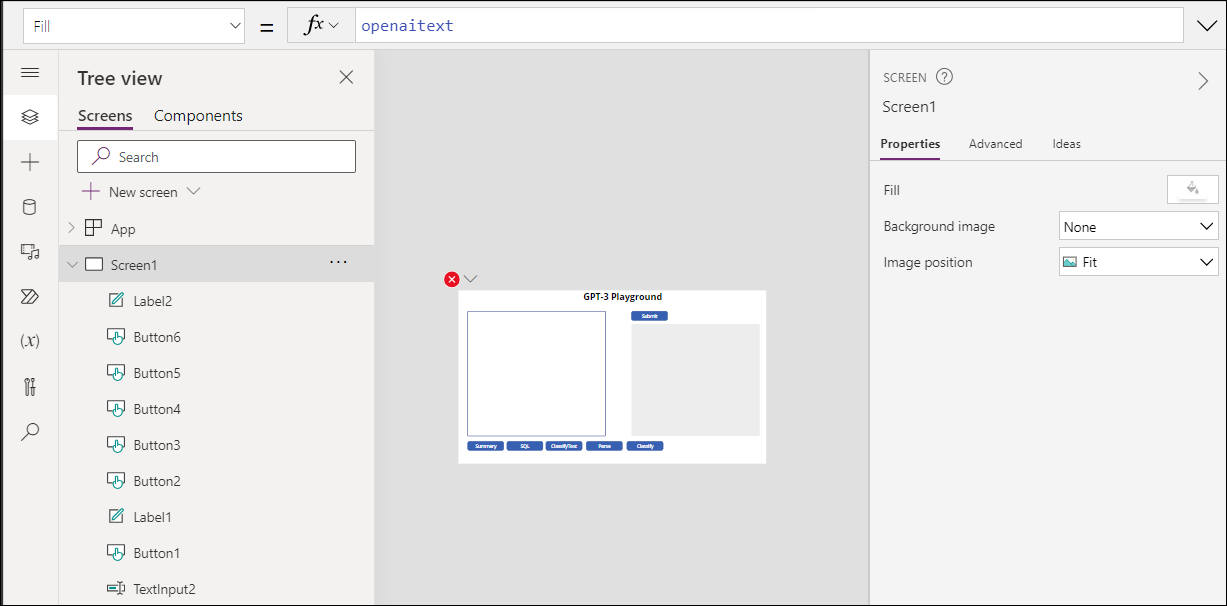 Fill
=
fx
openaitext
Tree view
Screens
Components
Search
New screen
App
Screen1
...
Label2
Button6
Button5
Button4
Button3
Button2
Label1
Button1
TextInput2
(x)
GPT-3 Playground
Submit
Summary
SQL
ClassifyText
Parse
Classify
SCREEN
?
Screen1
Properties
Advanced
Ideas
Fill
Background image
None
Image position
Fit